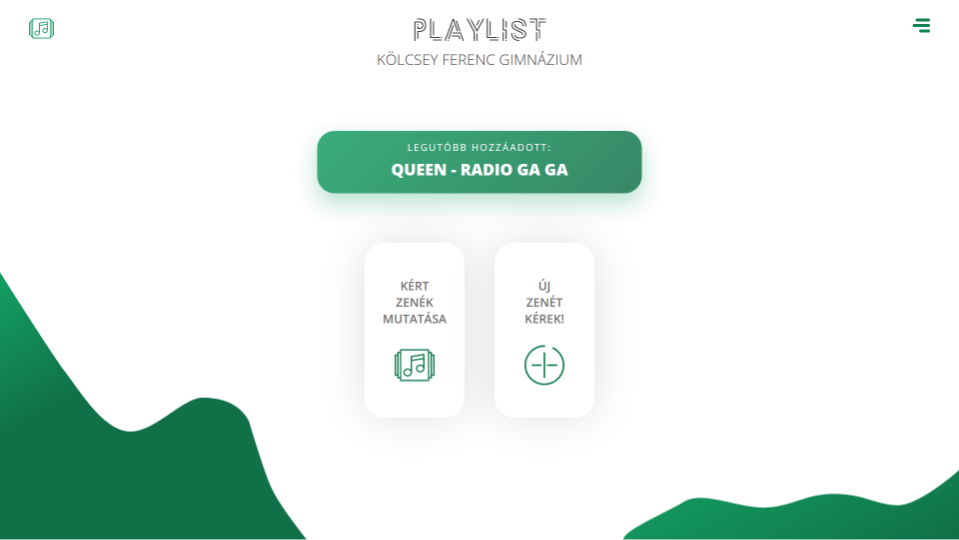 PLAYLIST
KÖLCSEY FERENC GIMNÁZIUM
LEGUTÓBB HOZZÁADOTT:
QUEEN - RADIO GA GA
KÉRT
ZENÉK
MUTATÁSA
ÚJ
ZENÉT
KÉREK!